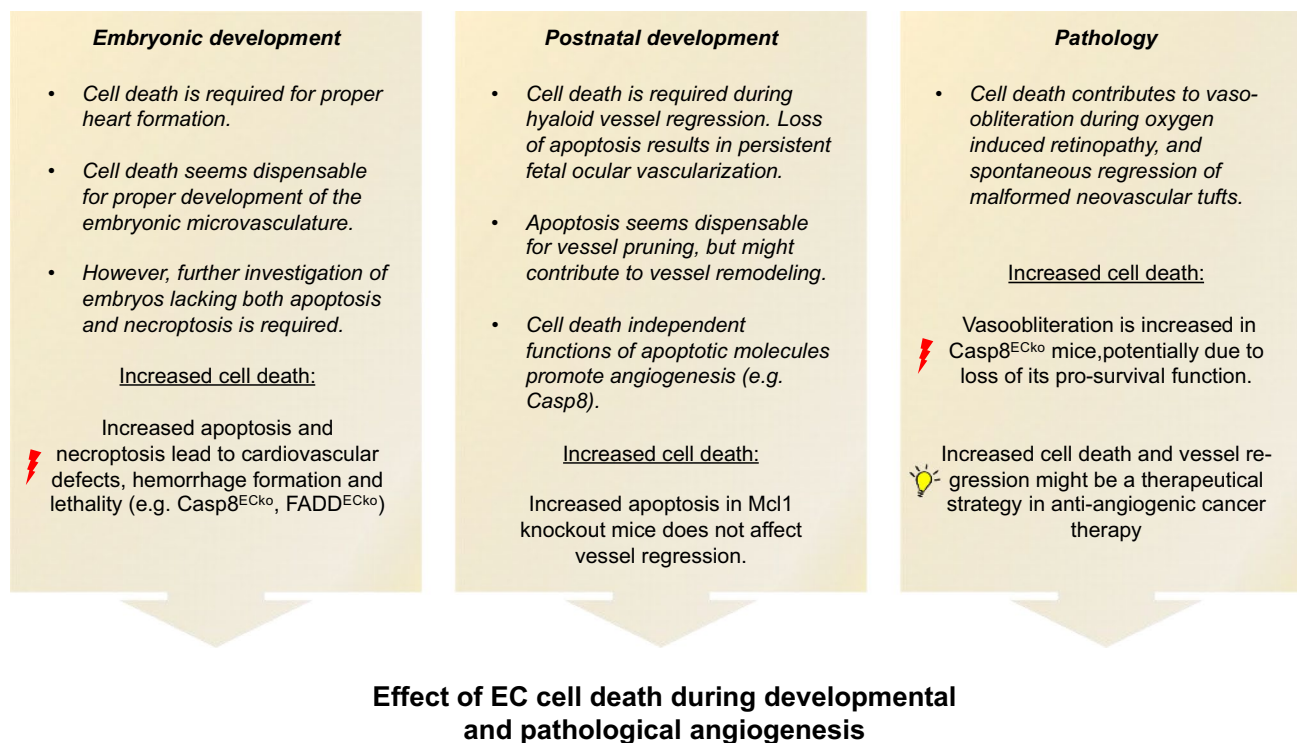 Embryonic development
• Cell death is required for proper
heart formation.
• Cell death seems dispensable
for proper development of the
embryonic microvasculature.
• However, further investigation of
embryos lacking both apoptosis
and necroptosis is required.
Increased cell death:
Increased apoptosis and
necroptosis lead to cardiovascular
defects, hemorrhage formation and
lethality (e.g. Casp8ECko, FADDECko)
Postnatal development
• Cell death is required during
hyaloid vessel regression. Loss
of apoptosis results in persistent
fetal ocular vascularization.
• Apoptosis seems dispensable
for vessel pruning, but might
contribute to vessel remodeling.
• Cell death independent
functions of apoptotic molecules
promote angiogenesis (e.g.
Casp8).
Increased cell death:
Increased apoptosis in Mcl1
knockout mice does not affect
vessel regression.
Pathology
• Cell death contributes to vaso-
obliteration during oxygen
induced retinopathy, and
spontaneous regression of
malformed neovascular tufts.
Increased cell death:
Vasoobliteration is increased in
Casp8ECko mice,potentially due to
loss of its pro-survival function.
Increased cell death and vessel re-
gression might be a therapeutical
strategy in anti-angiogenic cancer
therapy
Effect of EC cell death during developmental
and pathological angiogenesis